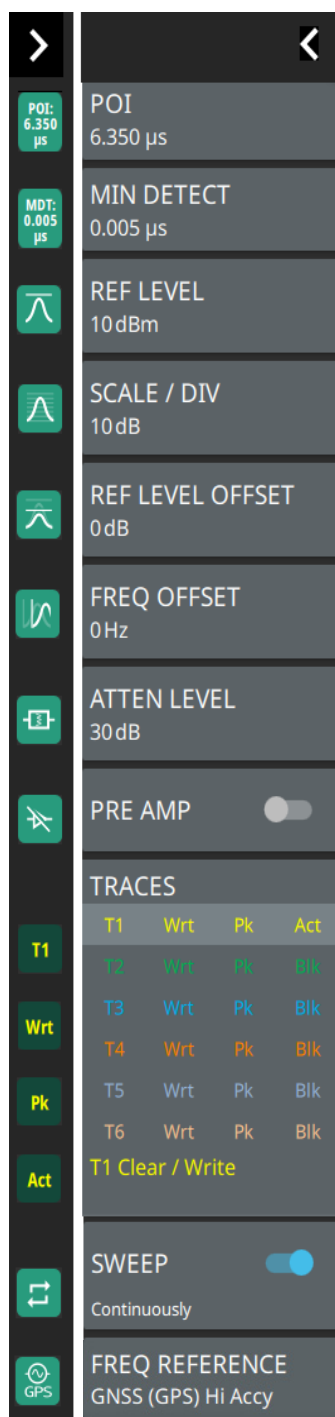 POI:
6.350
µs
MDT:
0.005
µs
T1
Wrt
Pk
Act
GPS
POI
6.350 µs
MIN DETECT
0.005 µs
REF LEVEL
10 dBm
SCALE / DIV
10 dB
REF LEVEL OFFSET
0 dB
FREQ OFFSET
0 Hz
ATTEN LEVEL
30 dB
PRE AMP
TRACES
T1 Wrt Pk Act
T2 Wrt Pk Blk
T3 Wrt Pk Blk
T4 Wrt Pk Blk
T5 Wrt Pk Blk
T6 Wrt Pk Blk
T1 Clear / Write
SWEEP
Continuously
FREQ REFERENCE
GNSS (GPS) Hi Accy